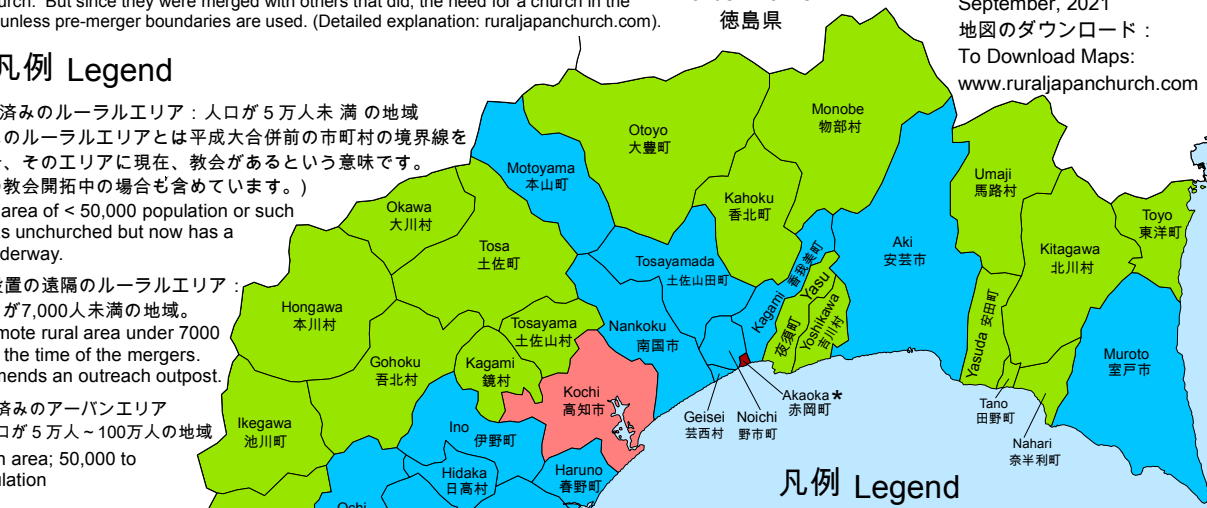 urch. But since they were merged with others that did, the need for a church in the
unless pre-merger boundaries are used. (Detailed explanation: ruraljapanchurch.com).
徳島県
September, 2021
地図のダウンロード：
To Download Maps:
www.ruraljapanchurch.com
凡例 Legend
済みのルーラルエリア：人口が５万人未 満 の地域
のルーラルエリアとは平成大合併前の市町村の境界線を
、そのエリアに現在、教会があるという意味です。
教会開拓中の場合も含めています。)
area of < 50,000 population or such
s unchurched but now has a
derway.
設置の遠隔のルーラルエリア：
が7,000人未満の地域。
mote rural area under 7000
the time of the mergers.
mends an outreach outpost.
済みのアーバンエリア
口が５万人～100万人の地域
n area; 50,000 to
ulation
Otoyo
大豊町
Monobe
物部村
Motoyama
本山町
Umaji
馬路村
Kahoku
香北町
Okawa
大川村
Toyo
東洋町
Tosa
土佐町
Aki
安芸市
Kitagawa
北川村
Tosayamada
土佐山田町
Kagami 香我美町
Yasu
夜須町
Yoshikawa
吉川村
Yasuda 安田町
Hongawa
本川村
Tosayama
土佐山村
Nankoku
南国市
Muroto
室戸市
Gohoku
吾北村
Kagami
鏡村
Kochi
高知市
Akaoka*
赤岡町
Geisei
芸西村
Noichi
野市町
Tano
田野町
Ikegawa
池川町
Ino
伊野町
Nahari
奈半利町
Hidaka
日高村
Haruno
春野町
凡例 Legend
Ochi